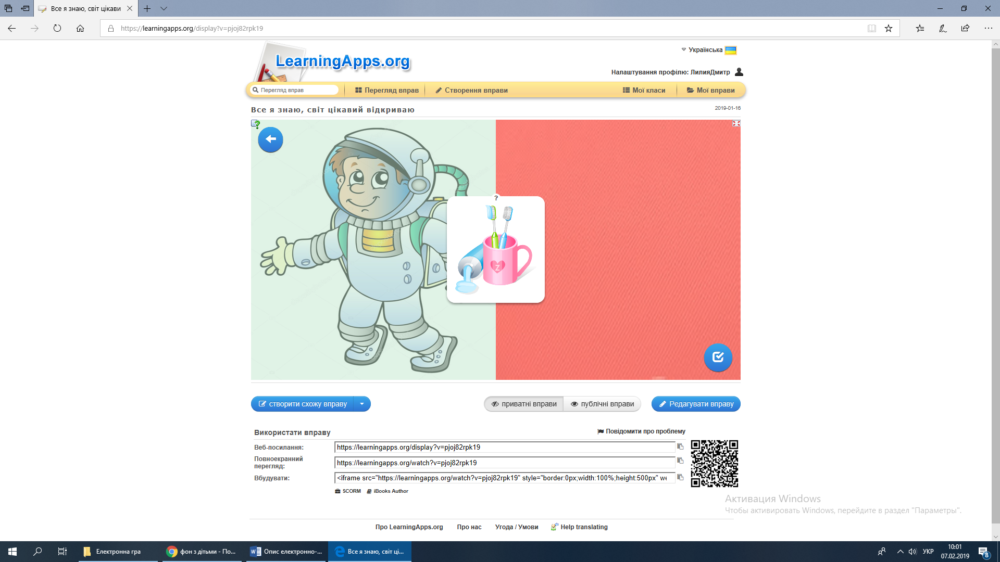 Все я знаю, світ цікави
https://learningapps.org/display?v=pjoj82rpk19
LearningApps.org
Українська
Налаштування профілю: ЛилияДмитр
Перегляд вправ
Перегляд вправ
Створення вправи
Мої класи
Мої вправи
Все я знаю, світ цікавий відкриваю
2019-01-16
?
Z
створити схожу вправу
приватні вправи
публічні вправи
Редагувати вправу
Використати вправу
Повідомити про проблему
Веб-посилання:
https://learningapps.org/display?v=pjoj82rpk19
Повноекранний
перегляд:
https://learningapps.org/watch?v=pjoj82rpk19
Вбудувати:
<iframe src="https://learningapps.org/watch?v=pjoj82rpk19" style="border:0px;width:100%;height:500px" we
SCORM
iBooks Author
Активация Windows
Чтобы активировать Windows, перейдите в раздел "Параметры".
Про LearningApps.org
Про нас
Угода / Умови
Help translating
Електронна гра
фон з дітьми - По...
Опис електронно-...
Все я знаю, світ ці...
УКР
10:01
07.02.2019
8